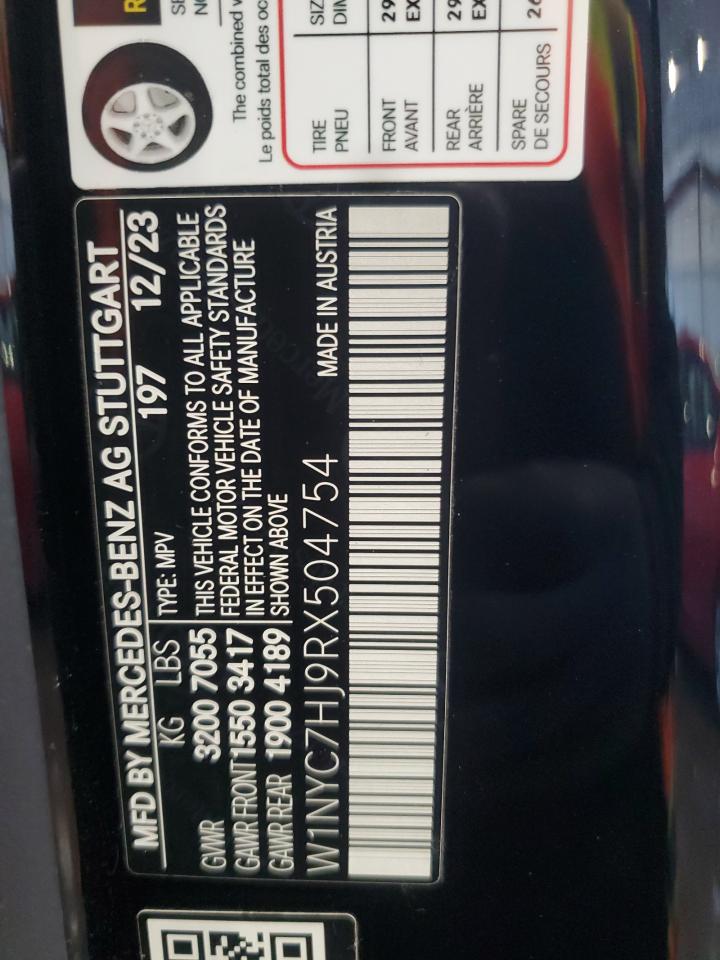 MFD BY MERCEDES-BENZ AG STUTTGART
KG LBS 197 12/23
GVWR 3200 7055
GAWR FRONT 1550 3417
GAWR REAR 1900 4189
TYPE: MPV
THIS VEHICLE CONFORMS TO ALL APPLICABLE
FEDERAL MOTOR VEHICLE SAFETY STANDARDS
IN EFFECT ON THE DATE OF MANUFACTURE
SHOWN ABOVE
W1NYC7HJ9RX504754 MADE IN AUSTRIA
The combined
Le poids total des
TIRE
PNEU
FRONT
AVANT
REAR
ARRIÈRE
SPARE
DE SECOURS